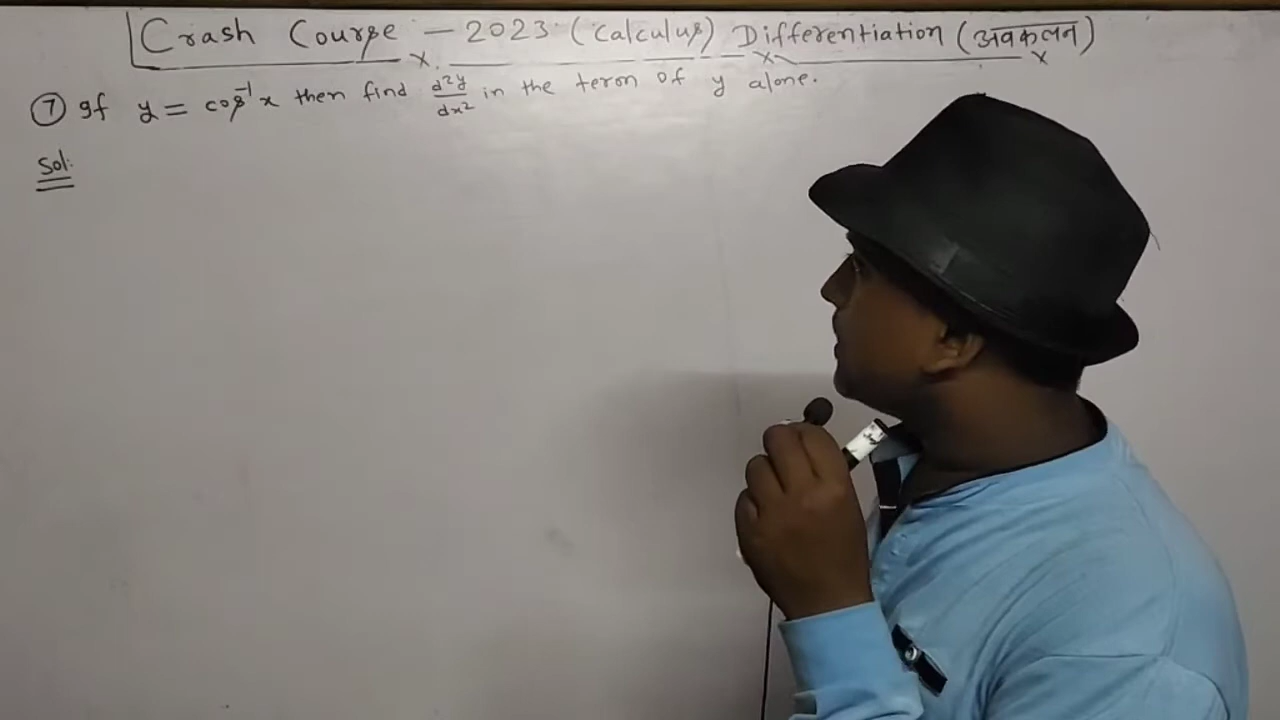 Crash Course - 2023 (Calculus) Differentiation (अवकलन)
⑦ If y = cos⁻¹x then find d²y/dx² in the term of y alone.
Sol: